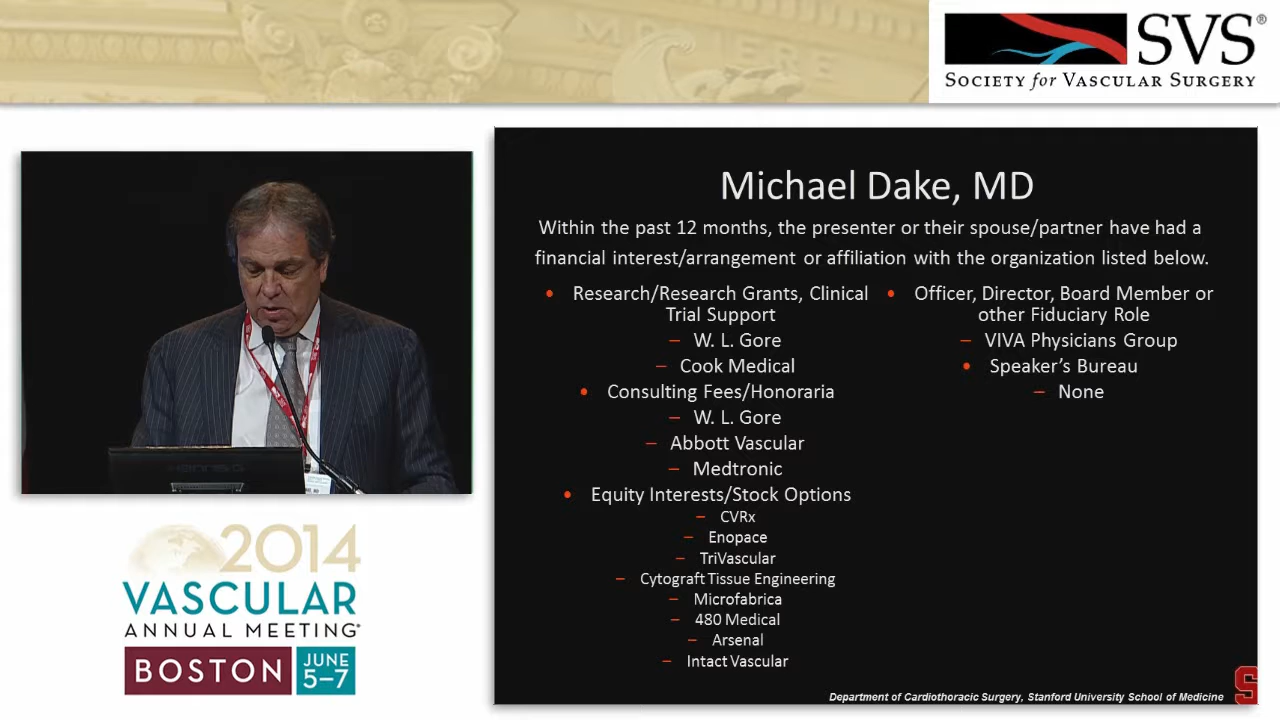 SVS®
SOCIETY for VASCULAR SURGERY
Michael Dake, MD
Within the past 12 months, the presenter or their spouse/partner have had a
financial interest/arrangement or affiliation with the organization listed below.
• Research/Research Grants, Clinical
Trial Support
– W. L. Gore
– Cook Medical
• Consulting Fees/Honoraria
– W. L. Gore
– Abbott Vascular
– Medtronic
• Equity Interests/Stock Options
– CVRx
– Enopace
– TriVascular
– Cytograft Tissue Engineering
– Microfabrica
– 480 Medical
– Arsenal
– Intact Vascular
• Officer, Director, Board Member or
other Fiduciary Role
– VIVA Physicians Group
• Speaker’s Bureau
– None
Department of Cardiothoracic Surgery, Stanford University School of Medicine
S
2014
VASCULAR
ANNUAL MEETING®
BOSTON
JUNE
5–7